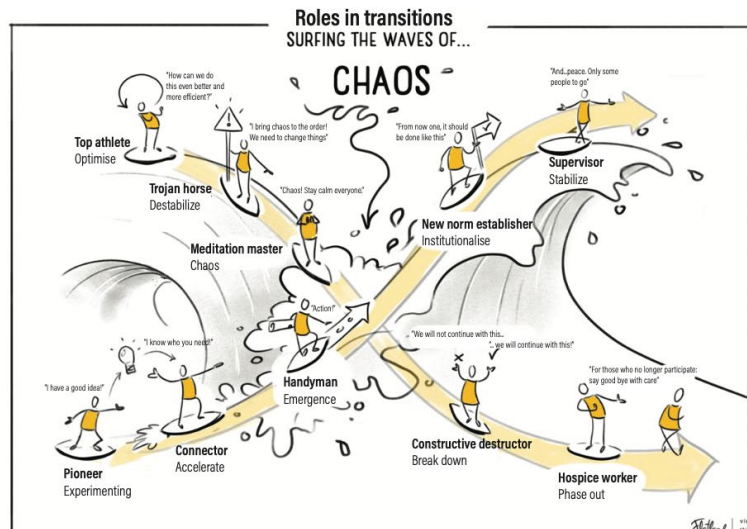 Roles in transitions
SURFING THE WAVES OF...
CHAOS
"How can we do
this even better and
more efficient?"
Top athlete
Optimise
"I bring chaos to the order!
We need to change things"
Trojan horse
Destabilize
"Chaos! Stay calm everyone."
Meditation master
Chaos
"Action!"
Handyman
Emergence
"I know who you need!"
Connector
Accelerate
"I have a good idea!"
Pioneer
Experimenting
"From now one, it should
be done like this"
New norm establisher
Institutionalise
"And..peace. Only some
people to go"
Supervisor
Stabilize
"We will not continue with this...
"... we will continue with this!"
Constructive destructor
Break down
"For those who no longer participate:
say good bye with care"
Hospice worker
Phase out